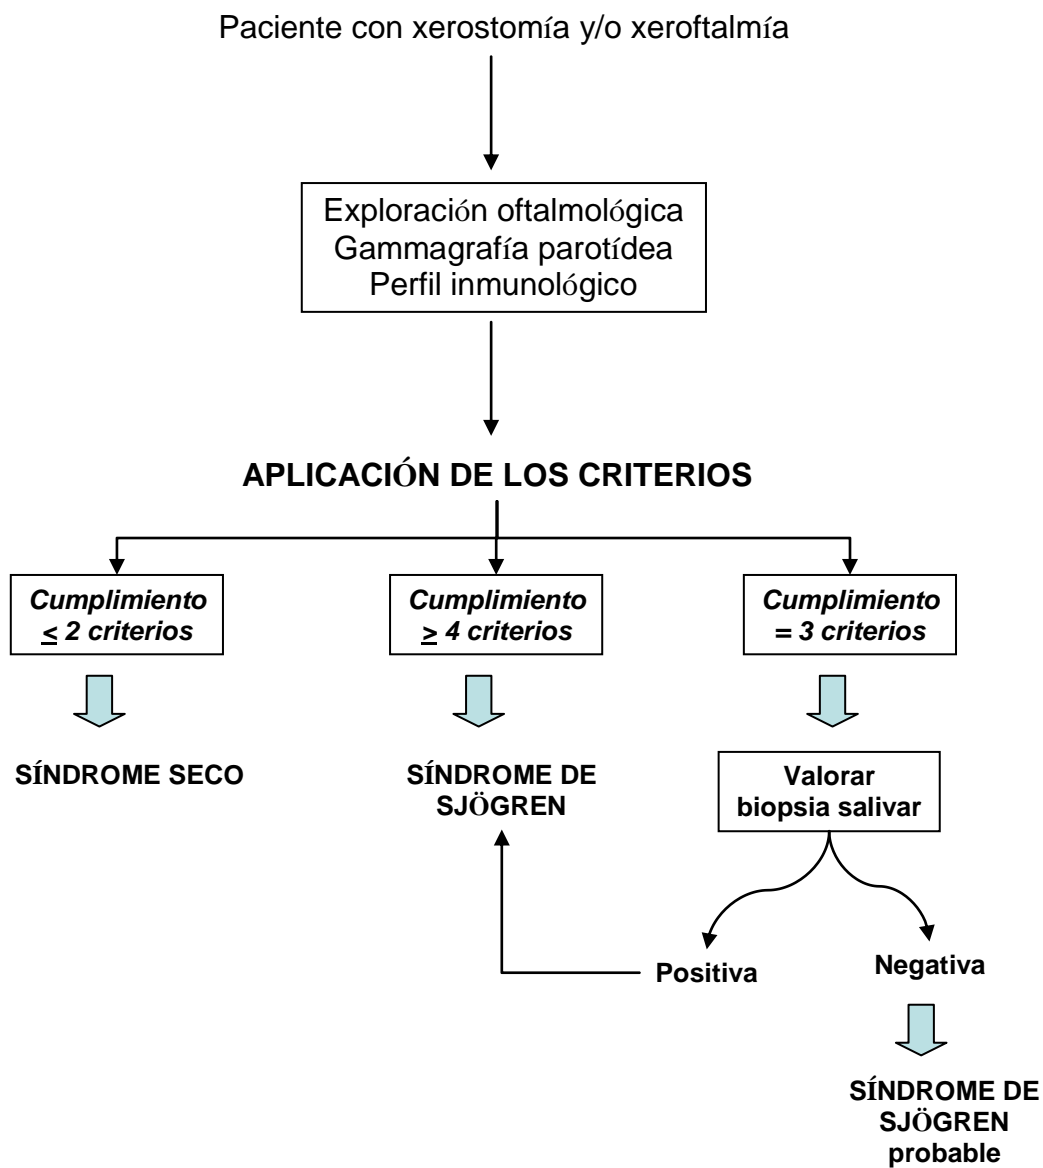 Paciente con xerostomía y/o xeroftalmía
Exploración oftalmológica
Gammagrafía parotídea
Perfil inmunológico
APLICACIÓN DE LOS CRITERIOS
Cumplimiento
≤ 2 criterios
Cumplimiento
≥ 4 criterios
Cumplimiento
= 3 criterios
SÍNDROME SECO
SÍNDROME DE
SJÖGREN
Valorar
biopsia salivar
Positiva
Negativa
SÍNDROME DE
SJÖGREN
probable